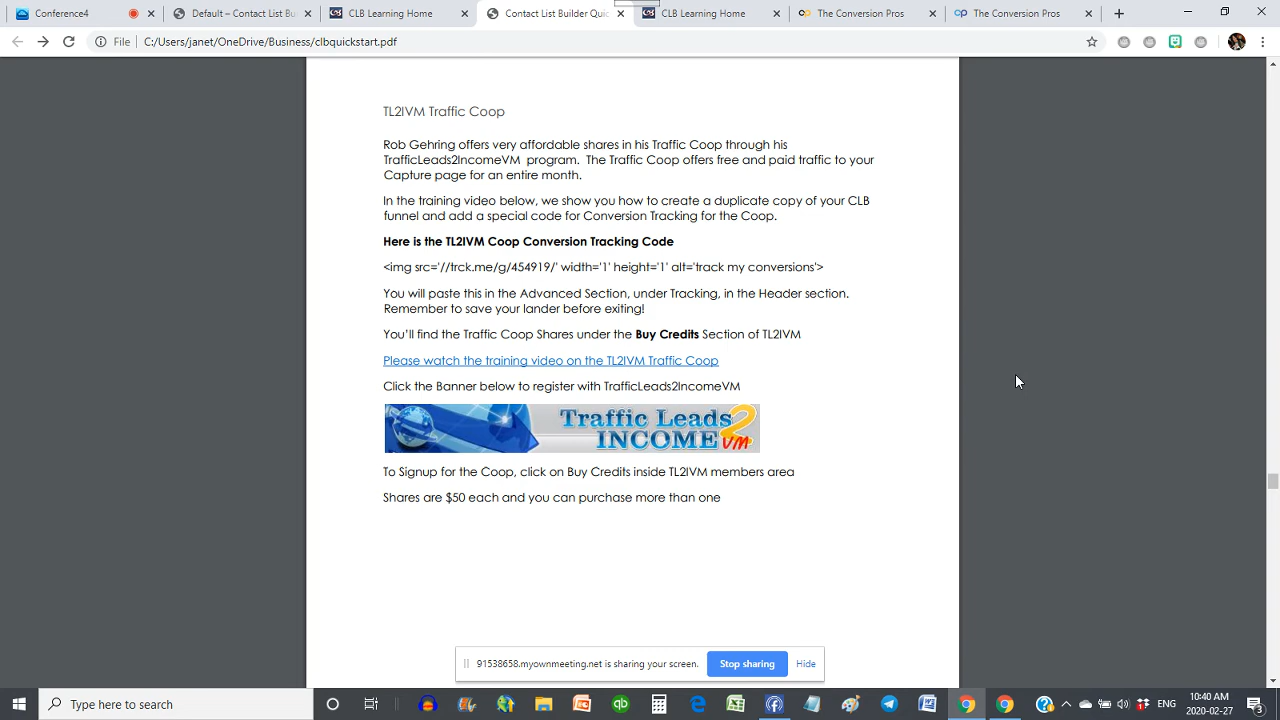 Conference4
Default – Contact List Bu
CLB Learning Home
Contact List Builder Quic
CLB Learning Home
The Conversion Pros
The Conversion Pros
File
C:/Users/janet/OneDrive/Business/clbquickstart.pdf
TL2IVM Traffic Coop
Rob Gehring offers very affordable shares in his Traffic Coop through his
TrafficLeads2IncomeVM program. The Traffic Coop offers free and paid traffic to your
Capture page for an entire month.
In the training video below, we show you how to create a duplicate copy of your CLB
funnel and add a special code for Conversion Tracking for the Coop.
Here is the TL2IVM Coop Conversion Tracking Code
<img src='//trck.me/g/454919/' width='1' height='1' alt='track my conversions'>
You will paste this in the Advanced Section, under Tracking, in the Header section.
Remember to save your lander before exiting!
You'll find the Traffic Coop Shares under the Buy Credits Section of TL2IVM
Please watch the training video on the TL2IVM Traffic Coop
Click the Banner below to register with TrafficLeads2IncomeVM
Traffic Leads 2
INCOME VM
To Signup for the Coop, click on Buy Credits inside TL2IVM members area
Shares are $50 each and you can purchase more than one
91538658.myownmeeting.net is sharing your screen.
Stop sharing
Hide
Type here to search
ENG
10:40 AM
2020-02-27
3